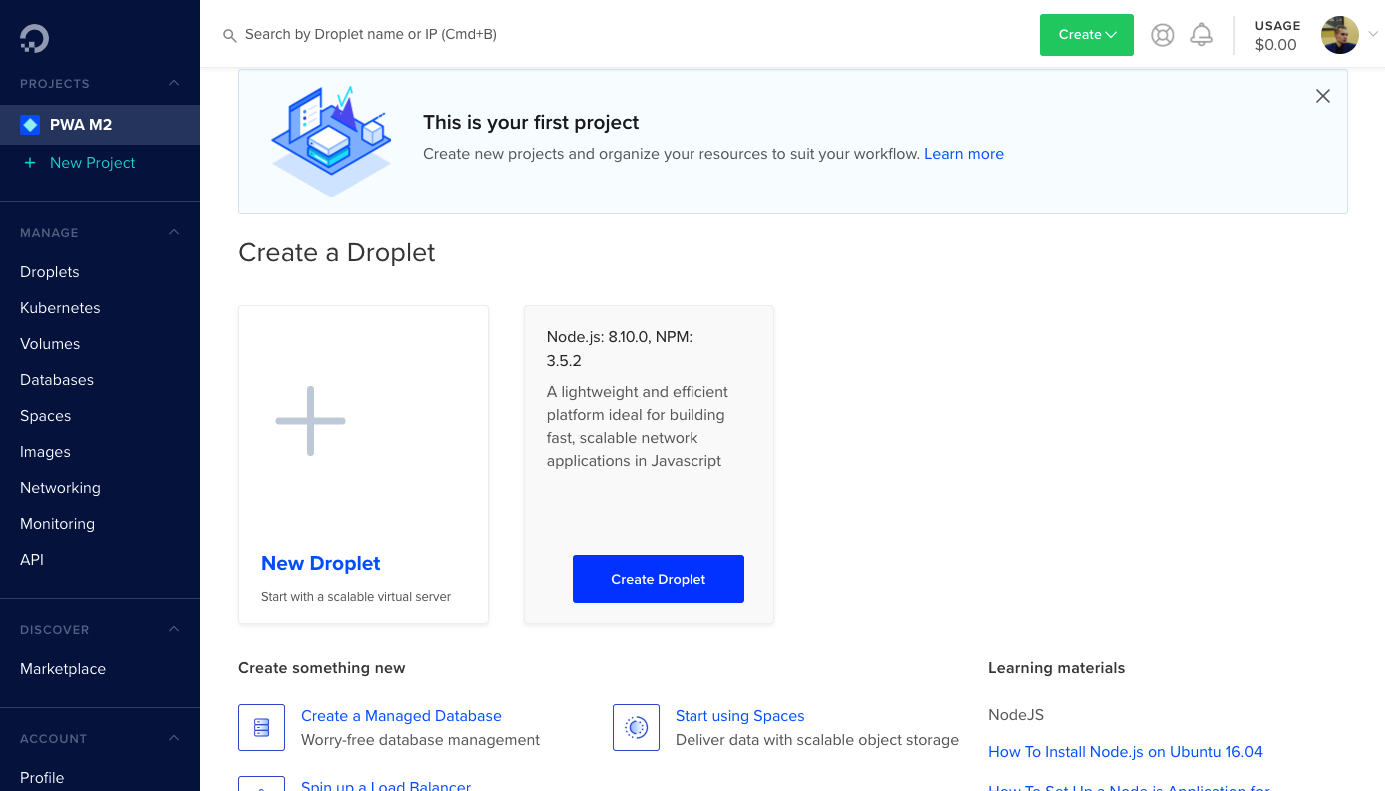 Search by Droplet name or IP (Cmd+B)
Create
USAGE
$0.00
PROJECTS
PWA M2
+ New Project
MANAGE
Droplets
Kubernetes
Volumes
Databases
Spaces
Images
Networking
Monitoring
API
DISCOVER
Marketplace
ACCOUNT
Profile
This is your first project
Create new projects and organize your resources to suit your workflow. Learn more
Create a Droplet
New Droplet
Start with a scalable virtual server
Node.js: 8.10.0, NPM:
3.5.2
A lightweight and efficient
platform ideal for building
fast, scalable network
applications in Javascript
Create Droplet
Create something new
Create a Managed Database
Worry-free database management
Start using Spaces
Deliver data with scalable object storage
Spin up a Load Balancer
Learning materials
NodeJS
How To Install Node.js on Ubuntu 16.04
How To Set Up a Node.js Application for